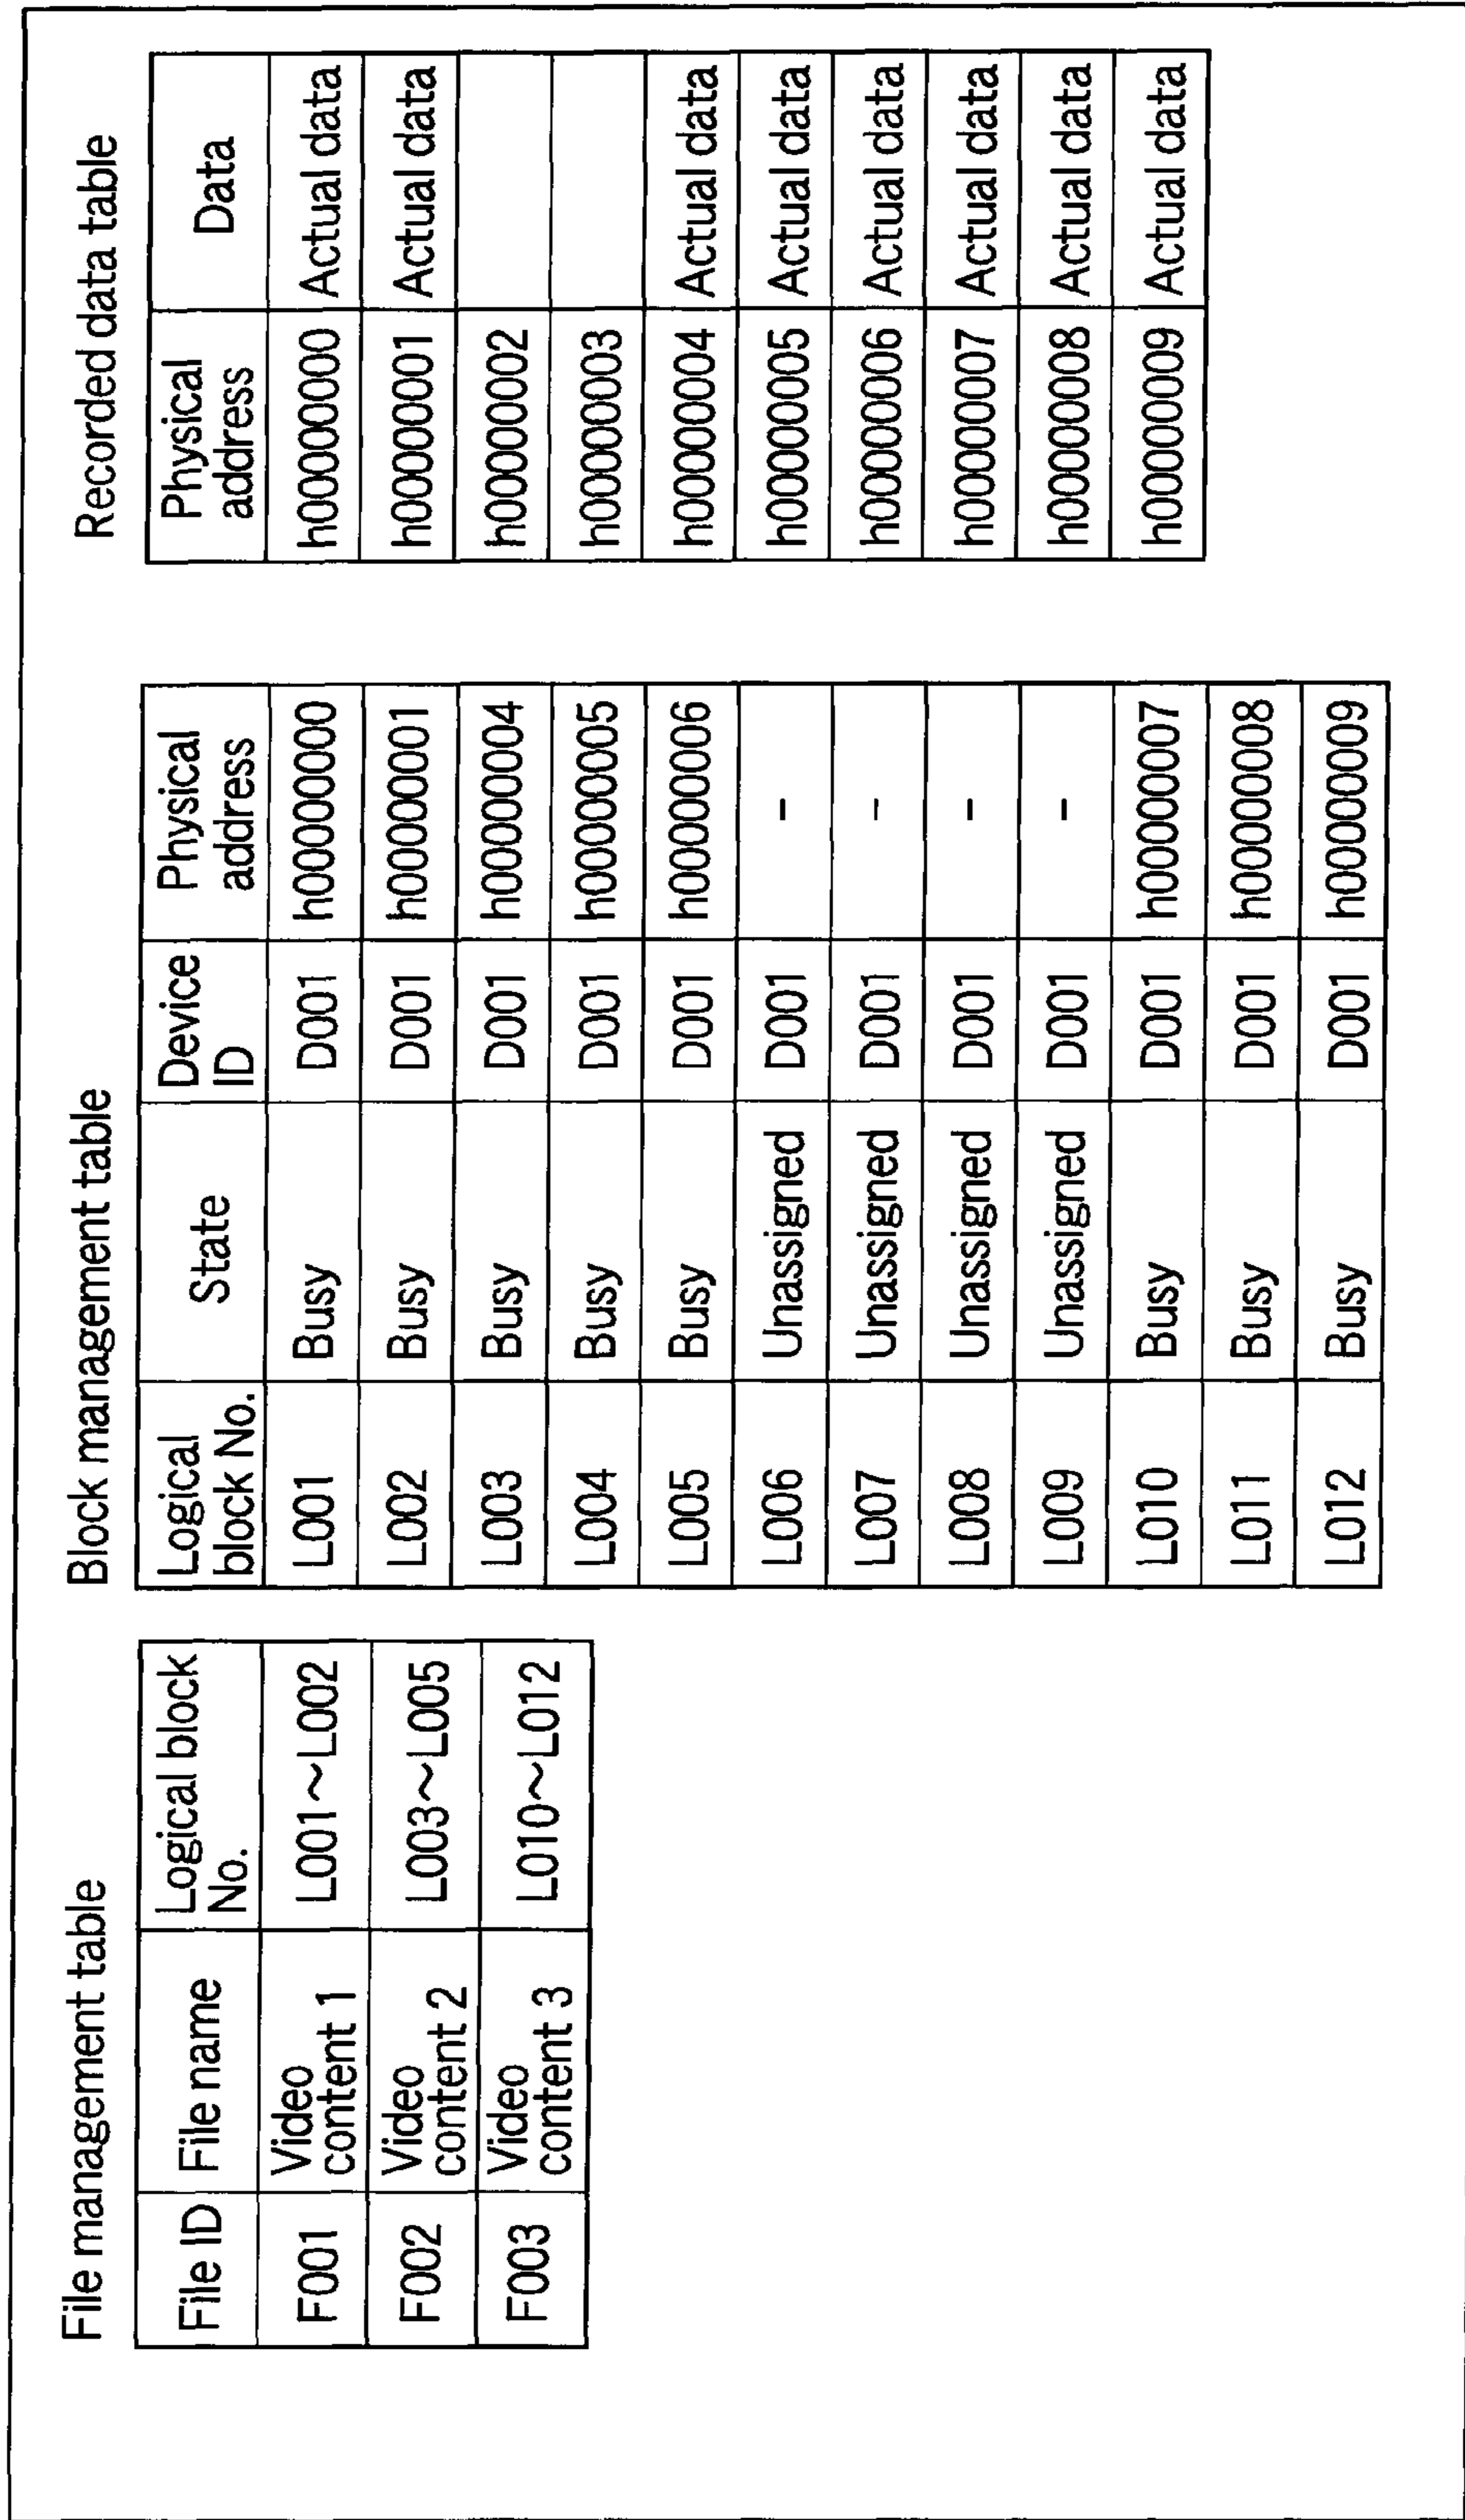 File management table
File ID File name Logical block
No.
F001 Video
content 1 L001~L002
F002 Video
content 2 L003~L005
F003 Video
content 3 L010~L012
Block management table
Logical
block No. State Device
ID Physical
address
L001 Busy D001 h00000000
L002 Busy D001 h00000001
L003 Busy D001 h00000004
L004 Busy D001 h00000005
L005 Busy D001 h00000006
L006 Unassigned D001 -
L007 Unassigned D001 -
L008 Unassigned D001 -
L009 Unassigned D001 -
L010 Busy D001 h00000007
L011 Busy D001 h00000008
L012 Busy D001 h00000009
Recorded data table
Physical
address Data
h00000000 Actual data
h00000001 Actual data
h00000002
h00000003
h00000004 Actual data
h00000005 Actual data
h00000006 Actual data
h00000007 Actual data
h00000008 Actual data
h00000009 Actual data